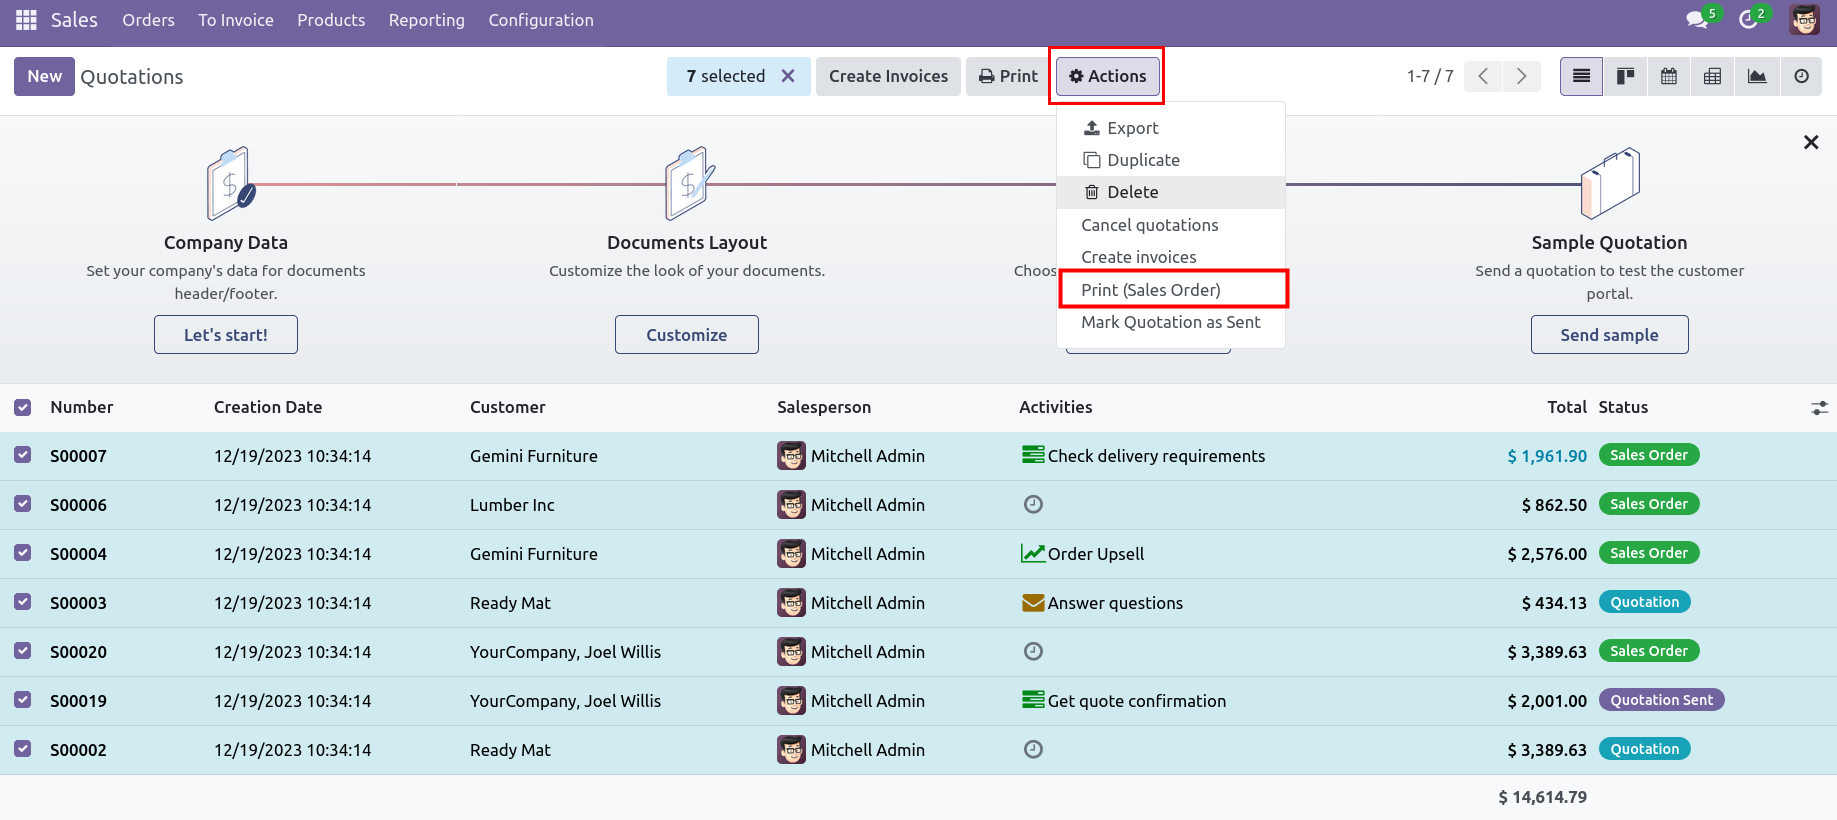 Sales Orders To Invoice Products Reporting Configuration 5 2
New Quotations 7 selected Create Invoices Print Actions 1-7 / 7
Export
Duplicate
Delete
Cancel quotations
Create invoices
Print (Sales Order)
Mark Quotation as Sent
Company Data
Set your company's data for documents
header/footer.
Let's start!
Documents Layout
Customize the look of your documents.
Customize
Choos
Sample Quotation
Send a quotation to test the customer
portal.
Send sample
Number Creation Date Customer Salesperson Activities Total Status
S00007 12/19/2023 10:34:14 Gemini Furniture Mitchell Admin Check delivery requirements $ 1,961.90 Sales Order
S00006 12/19/2023 10:34:14 Lumber Inc Mitchell Admin $ 862.50 Sales Order
S00004 12/19/2023 10:34:14 Gemini Furniture Mitchell Admin Order Upsell $ 2,576.00 Sales Order
S00003 12/19/2023 10:34:14 Ready Mat Mitchell Admin Answer questions $ 434.13 Quotation
S00020 12/19/2023 10:34:14 YourCompany, Joel Willis Mitchell Admin $ 3,389.63 Sales Order
S00019 12/19/2023 10:34:14 YourCompany, Joel Willis Mitchell Admin Get quote confirmation $ 2,001.00 Quotation Sent
S00002 12/19/2023 10:34:14 Ready Mat Mitchell Admin $ 3,389.63 Quotation
$ 14,614.79